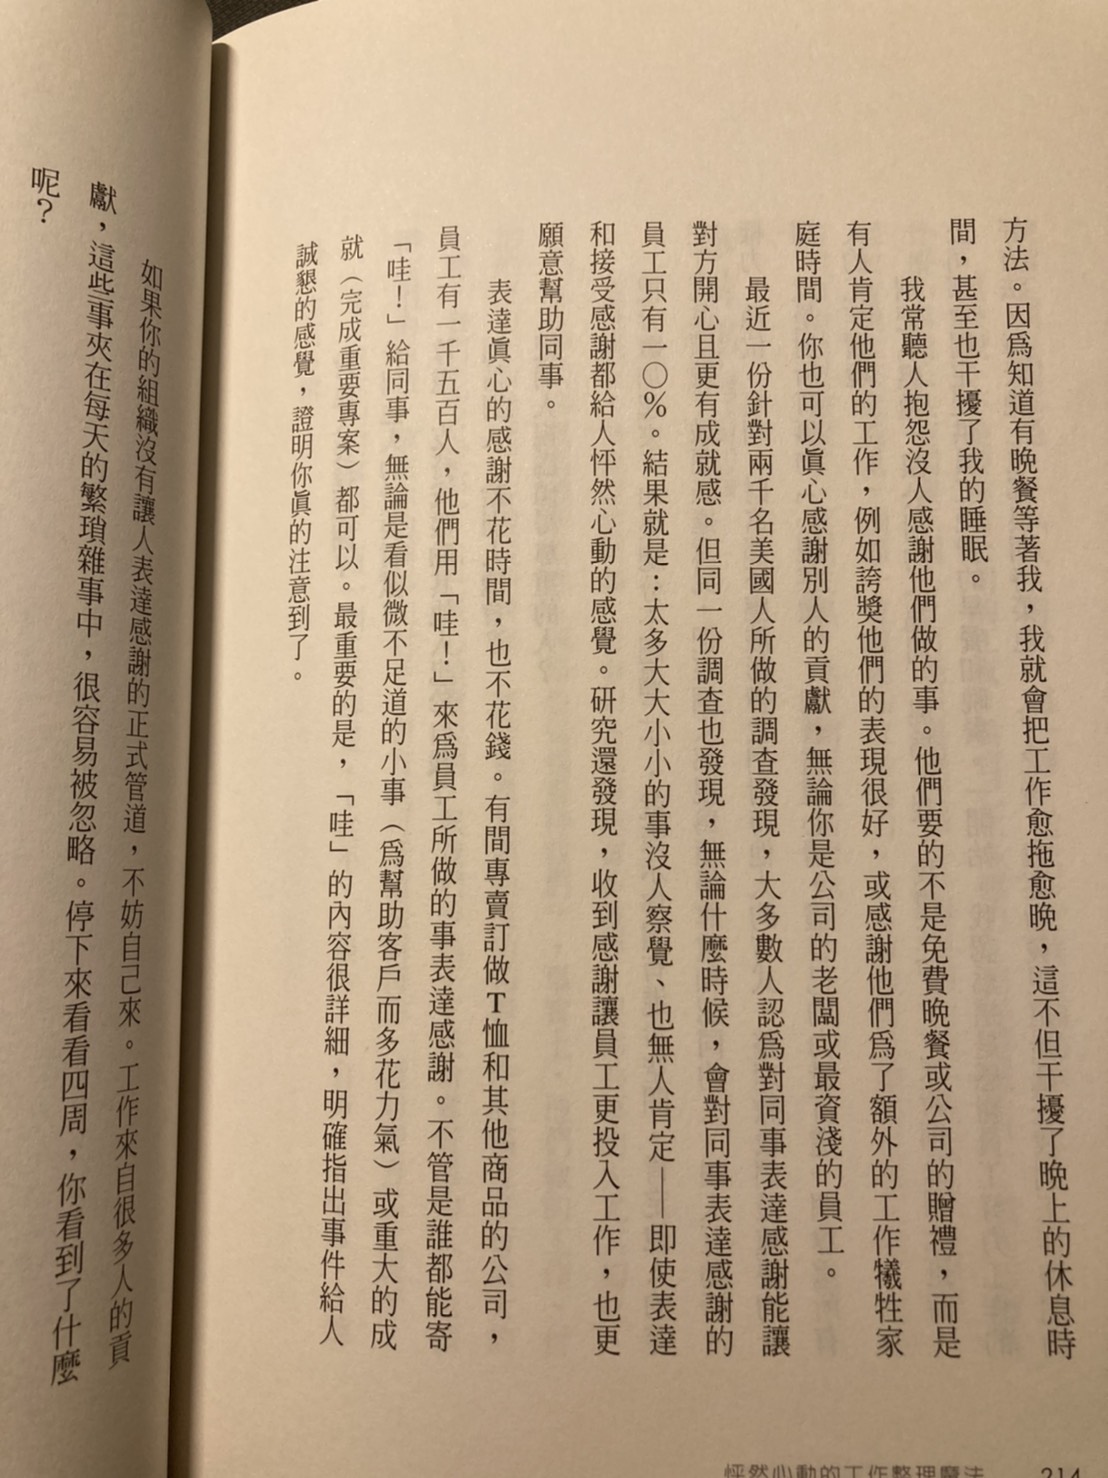 方法。因為知道有晚餐等著我，我就會把工作愈拖愈晚，這不但干擾了晚上的休息時
間，甚至也干擾了我的睡眠。
我常聽人抱怨沒人感謝他們做的事。他們要的不是免費晚餐或公司的贈禮，而是
有人肯定他們的工作，例如誇獎他們的表現很好，或感謝他們為了額外的工作犧牲家
庭時間。你也可以真心感謝別人的貢獻，無論你是公司的老闆或最資淺的員工。
最近一份針對兩千名美國人所做的調查發現，大多數人認為對同事表達感謝能讓
對方開心且更有成就感。但同一份調查也發現，無論什麼時候，會對同事表達感謝的
員工只有一〇％。結果就是：太多大大小小的事沒人察覺、也無人肯定——即使表達
和接受感謝都給人怦然心動的感覺。研究還發現，收到感謝讓員工更投入工作，也更
願意幫助同事。
表達真心的感謝不花時間，也不花錢。有間專賣訂做T恤和其他商品的公司，
員工有一千五百人，他們用「哇！」來為員工所做的事表達感謝。不管是誰都能寄
「哇！」給同事，無論是看似微不足道的小事（為幫助客戶而多花力氣）或重大的成
就（完成重要專案）都可以。最重要的是，「哇」的內容很詳細，明確指出事件給人
誠懇的感覺，證明你真的注意到了。
如果你的組織沒有讓人表達感謝的正式管道，不妨自己來。工作來自很多人的貢
獻，這些事夾在每天的繁瑣雜事中，很容易被忽略。停下來看看四周，你看到了什麼
呢？
怦然心動的工作整理魔法 214